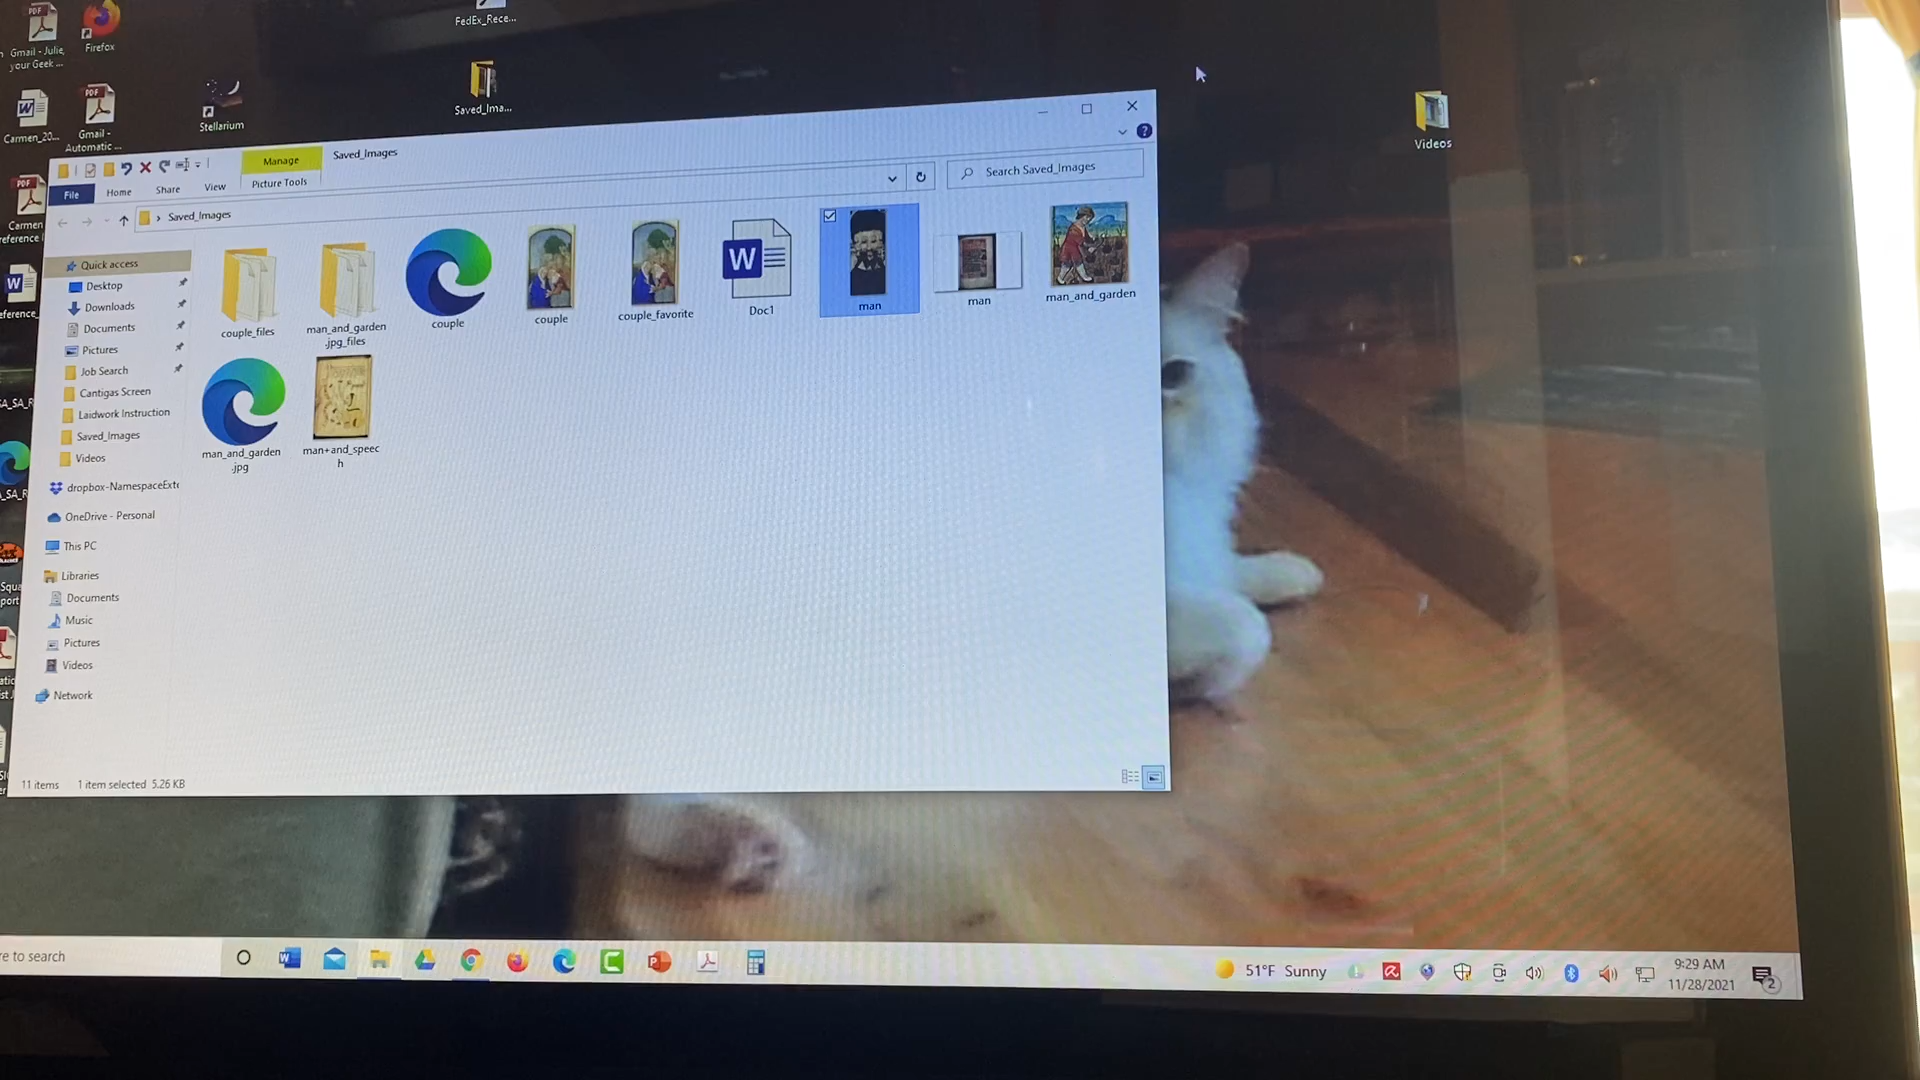 Gmail - Julie,
your Geek ...
Firefox
FedEx_Rece...
Carmen_20...
Gmail -
Automatic ...
Stellarium
Saved_Ima...
Videos
Carmen
reference
Manage
Saved_Images
File
Home
Share
View
Picture Tools
Search Saved_Images
Saved_Images
Quick access
Desktop
Downloads
Documents
Pictures
Job Search
Cantigas Screen
Laidwork Instruction
Saved_Images
Videos
dropbox-NamespaceExte
OneDrive - Personal
This PC
Libraries
Documents
Music
Pictures
Videos
Network
couple_files
man_and_garden
.jpg_files
couple
couple
couple_favorite
Doc1
man
man
man_and_garden
man_and_garden
.jpg
man+and_speec
h
11 items
1 item selected 5.26 KB
re to search
51°F Sunny
9:29 AM
11/28/2021
2